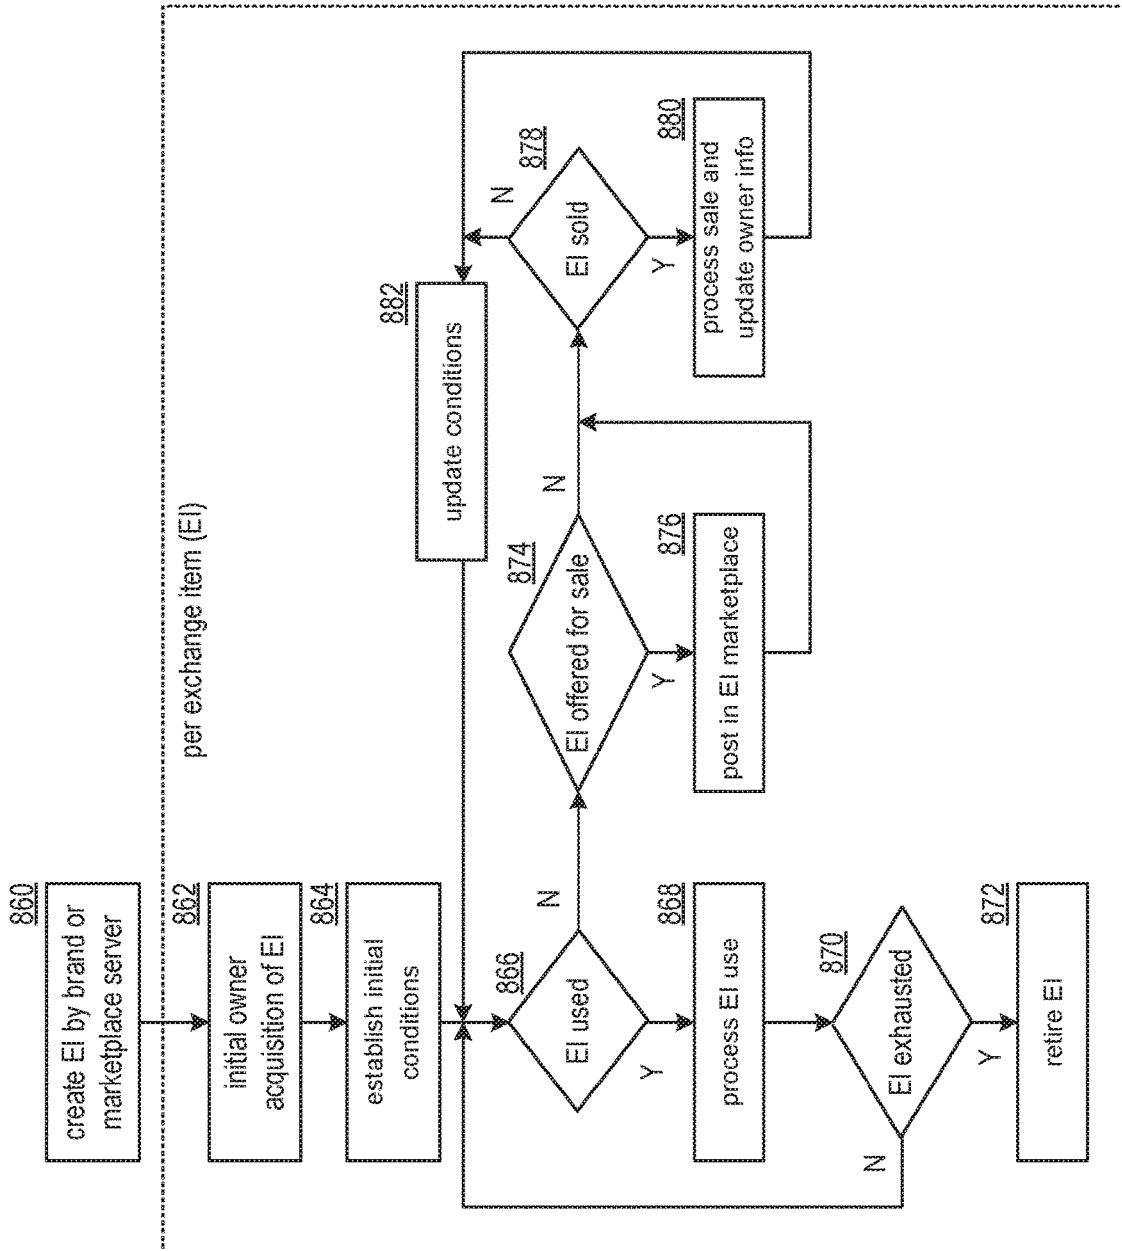 860
create EI by brand or
marketplace server
per exchange item (EI)
862
initial owner
acquisition of EI
864
establish initial
conditions
866
EI used
N
Y
868
process EI use
870
EI exhausted
N
Y
872
retire EI
874
EI offered for sale
N
Y
876
post in EI marketplace
878
EI sold
N
Y
880
process sale and
update owner info
882
update conditions